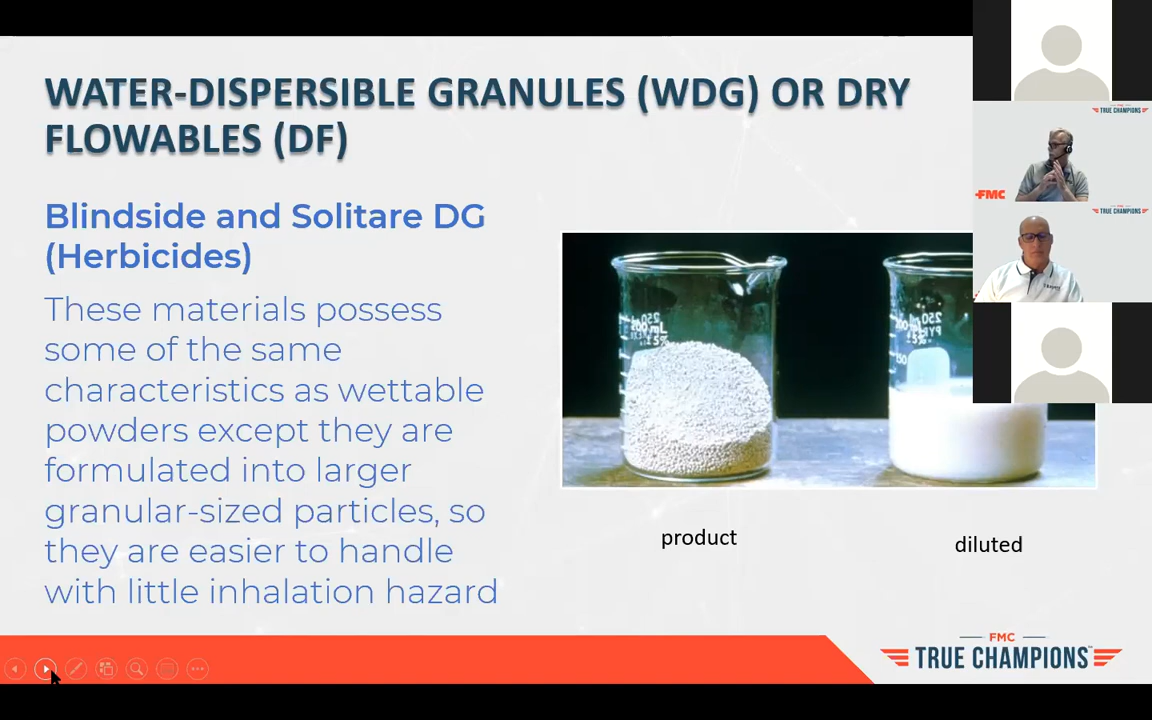 WATER-DISPERSIBLE GRANULES (WDG) OR DRY
FLOWABLES (DF)
Blindside and Solitare DG
(Herbicides)
These materials possess
some of the same
characteristics as wettable
powders except they are
formulated into larger
granular-sized particles, so
they are easier to handle
with little inhalation hazard
product
diluted
FMC
TRUE CHAMPIONS
TRUE CHAMPIONS
FMC
TRUE CHAMPIONS